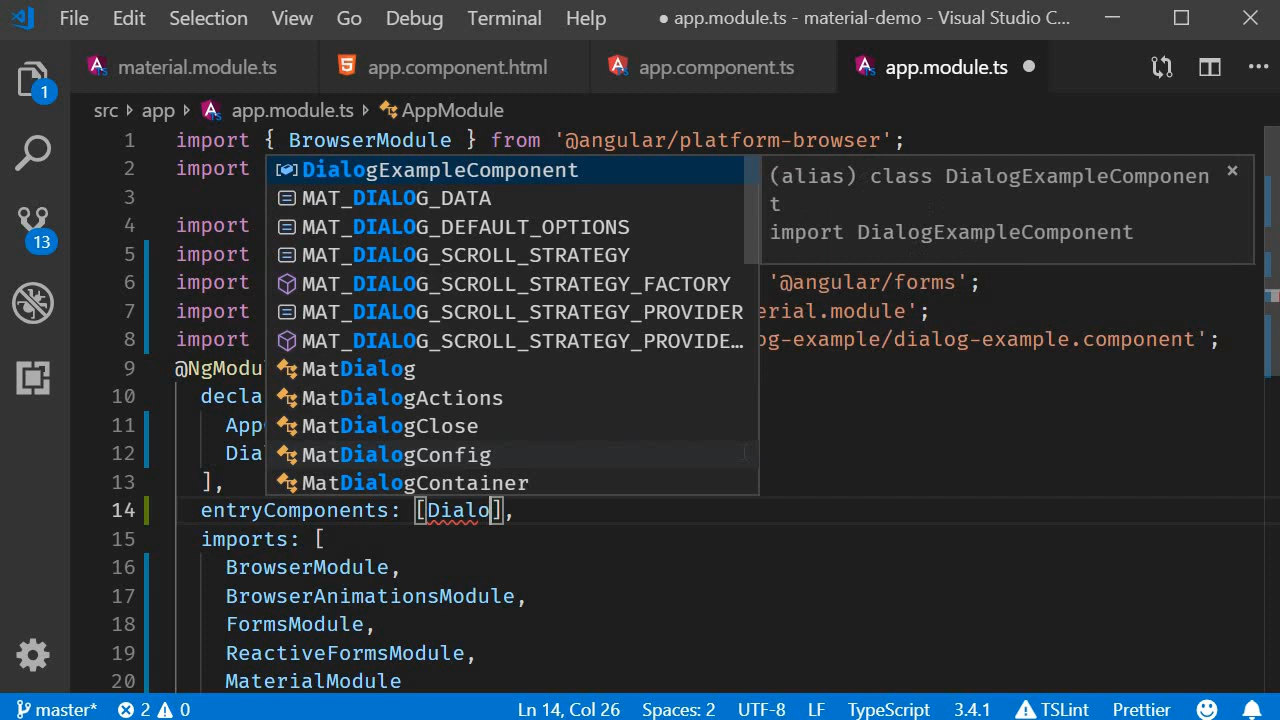 File Edit Selection View Go Debug Terminal Help ● app.module.ts - material-demo - Visual Studio C...
material.module.ts app.component.html app.component.ts app.module.ts
src app app.module.ts AppModule
1 import { BrowserModule } from '@angular/platform-browser';
2 import
DialogExampleComponent
(alias) class DialogExampleComponen
t
import DialogExampleComponent
3
MAT_DIALOG_DATA
4 import
MAT_DIALOG_DEFAULT_OPTIONS
5 import
MAT_DIALOG_SCROLL_STRATEGY
6 import '@angular/forms';
MAT_DIALOG_SCROLL_STRATEGY_FACTORY
7 import erial.module';
MAT_DIALOG_SCROLL_STRATEGY_PROVIDER
8 import og-example/dialog-example.component';
MAT_DIALOG_SCROLL_STRATEGY_PROVIDE...
9 @NgModu
MatDialog
10 decla
MatDialogActions
11 App
MatDialogClose
12 Dia
MatDialogConfig
13 ],
MatDialogContainer
14 entryComponents: [Dialo],
15 imports: [
16 BrowserModule,
17 BrowserAnimationsModule,
18 FormsModule,
19 ReactiveFormsModule,
20 MaterialModule
1
13
master* 2 0 Ln 14, Col 26 Spaces: 2 UTF-8 LF TypeScript 3.4.1 TSLint Prettier